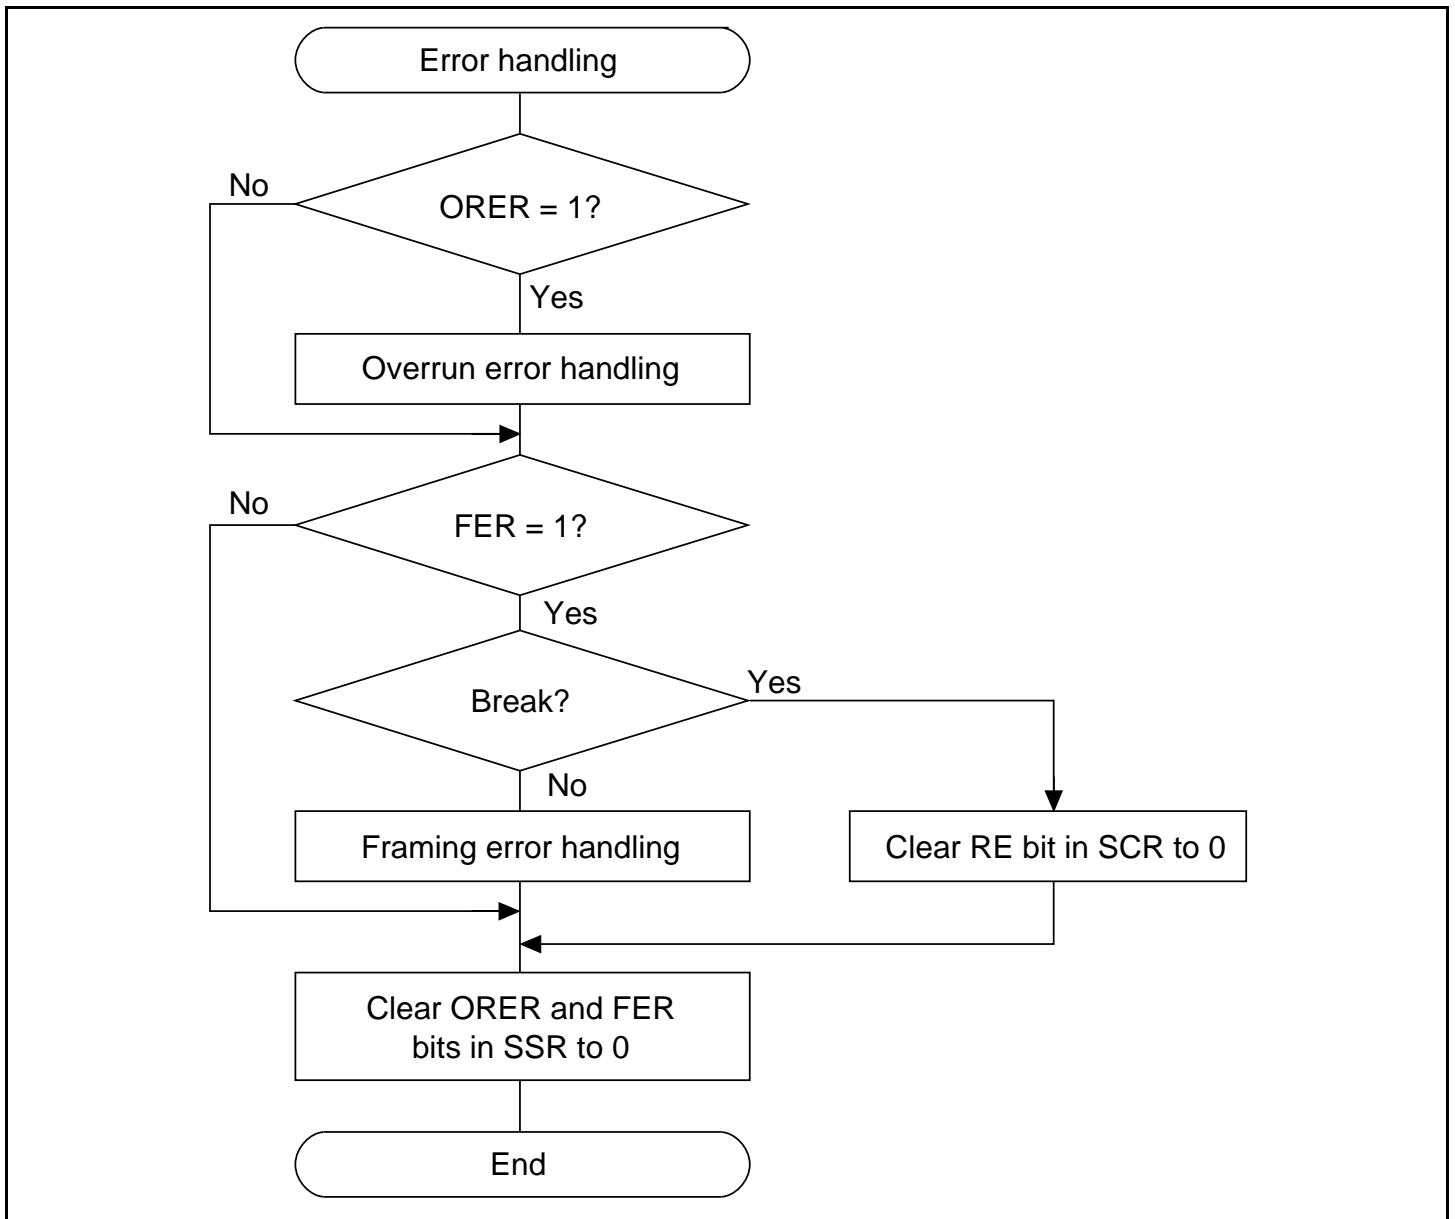 Error handling
No
ORER = 1?
Yes
Overrun error handling
No
FER = 1?
Yes
Yes
Break?
No
Framing error handling
Clear RE bit in SCR to 0
Clear ORER and FER
bits in SSR to 0
End